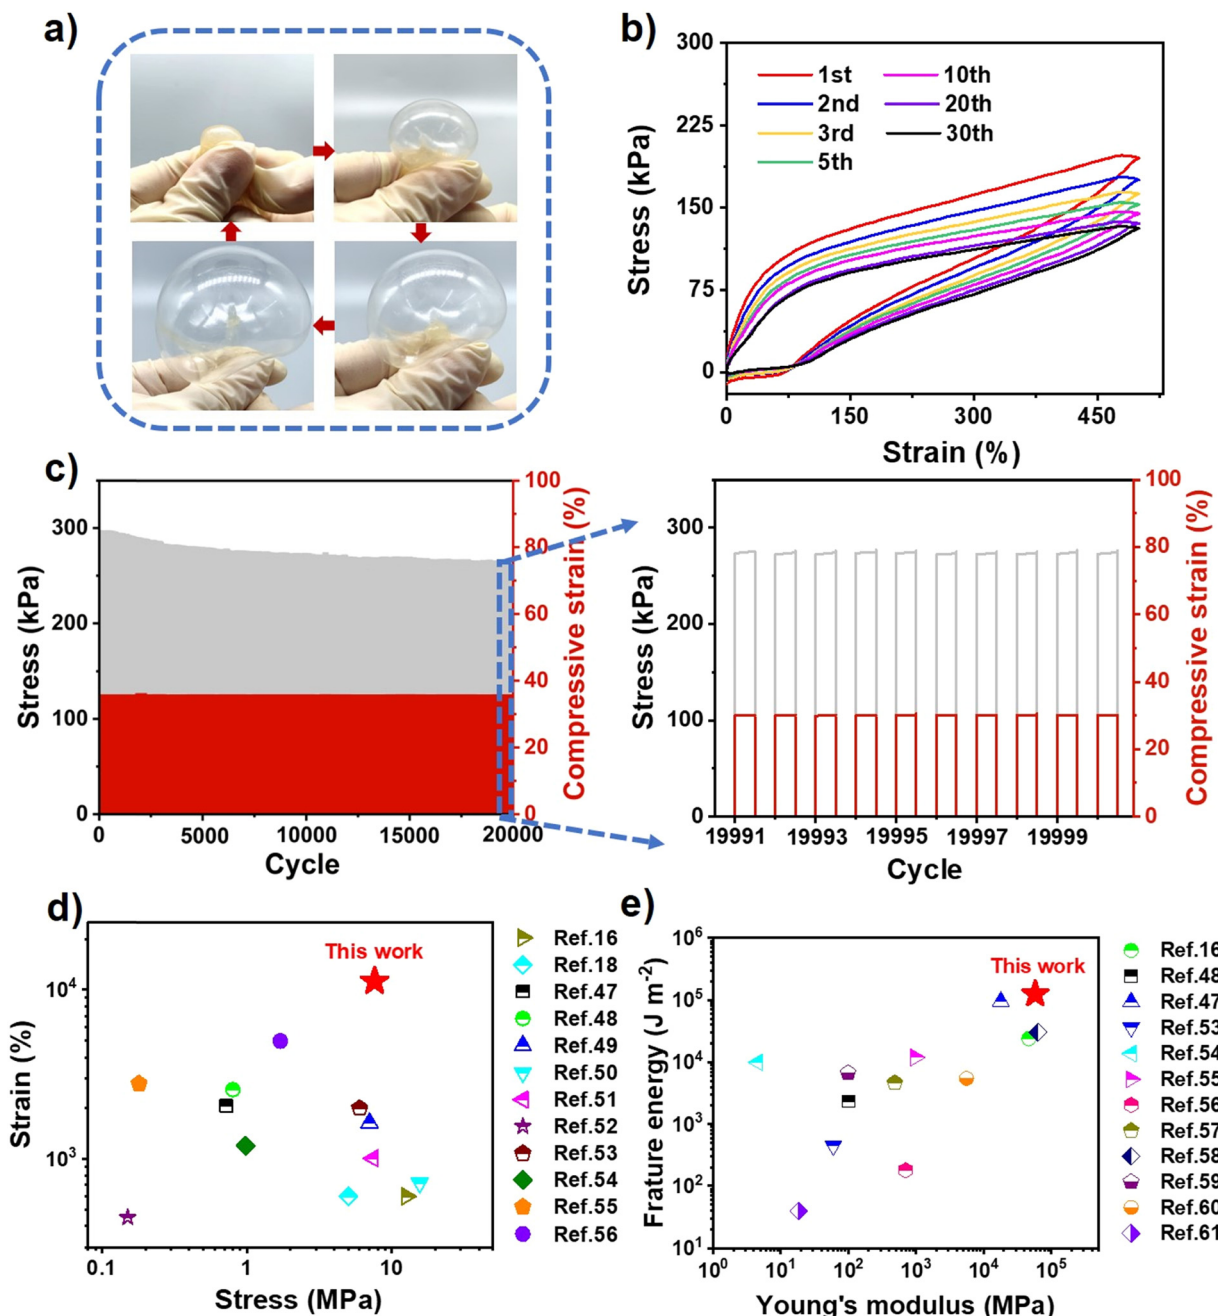 a)
b)
300
225
150
75
0
Stress (kPa)
1st
2nd
3rd
5th
10th
20th
30th
0
150
300
450
Strain (%)
c)
300
200
100
0
Stress (kPa)
100
80
60
40
20
0
Compressive strain (%)
0
5000
10000
15000
20000
Cycle
300
200
100
0
Stress (kPa)
100
80
60
40
20
0
Compressive strain (%)
19991
19993
19995
19997
19999
Cycle
d)
10⁴
10³
Strain (%)
This work
0.1
1
10
Stress (MPa)
Ref.16
Ref.18
Ref.47
Ref.48
Ref.49
Ref.50
Ref.51
Ref.52
Ref.53
Ref.54
Ref.55
Ref.56
e)
10⁶
10⁵
10⁴
10³
10²
10¹
Frature energy (J m⁻²)
This work
10⁰
10¹
10²
10³
10⁴
10⁵
Young's modulus (MPa)
Ref.16
Ref.48
Ref.47
Ref.53
Ref.54
Ref.55
Ref.56
Ref.57
Ref.58
Ref.59
Ref.60
Ref.61